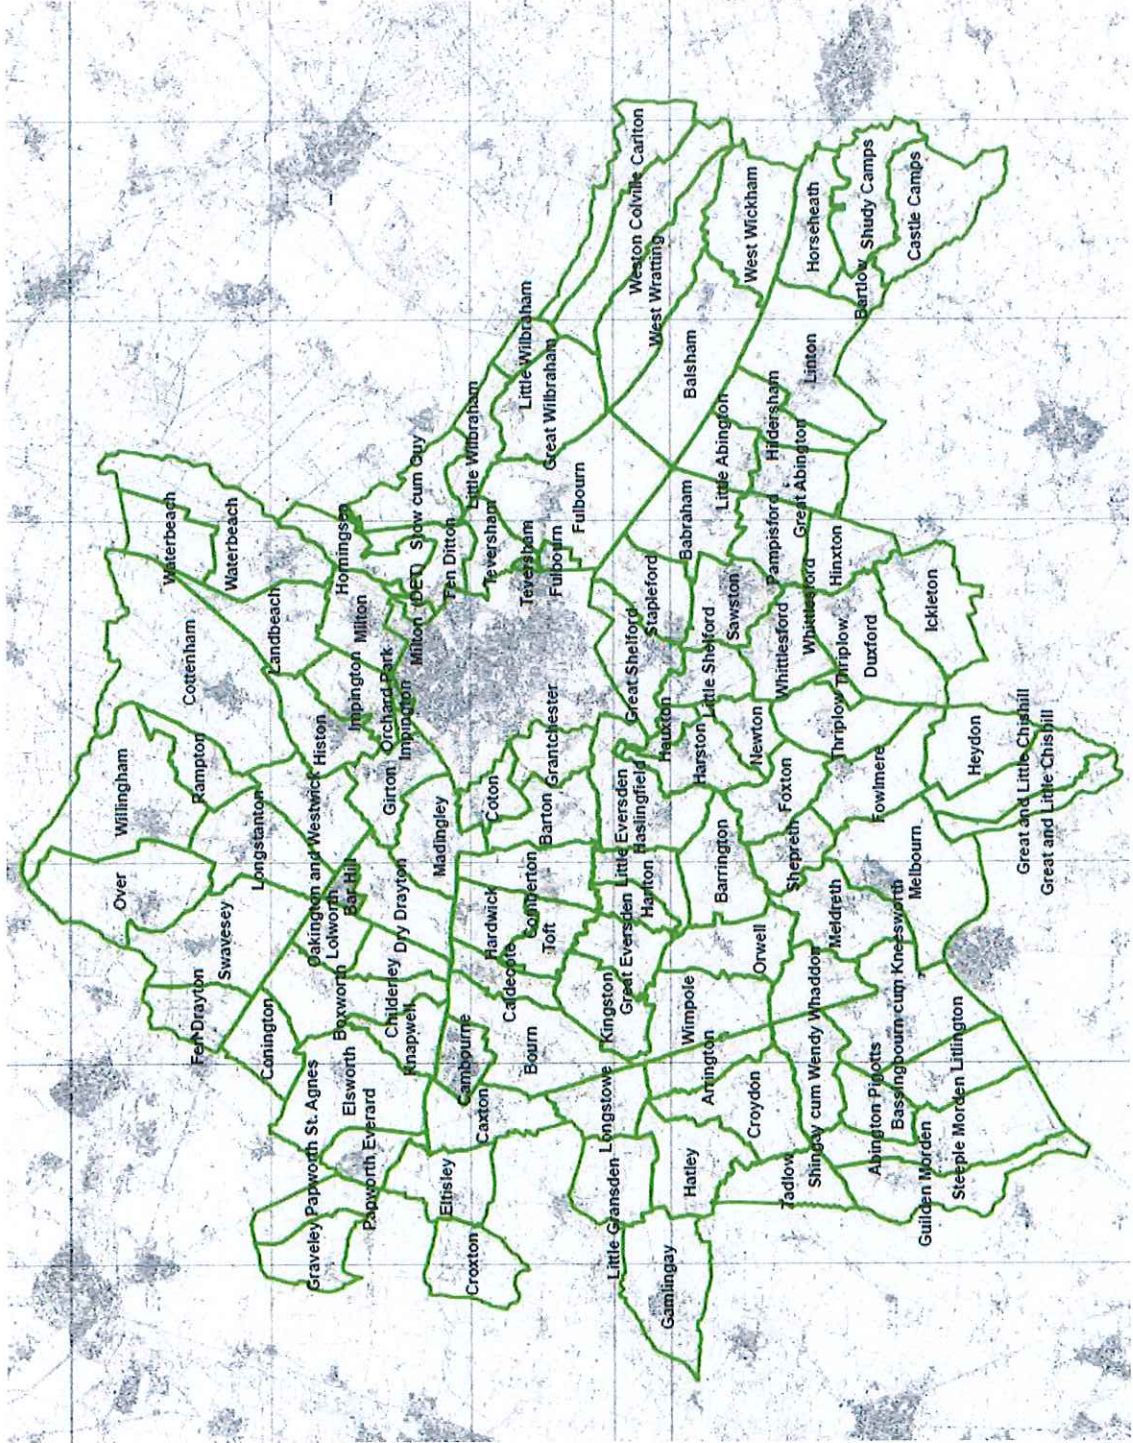 Over
Willingham
Waterbeach
Fen Drayton
Swavesey
Rampton
Cottenham
Waterbeach
Conington
Longstanton
Landbeach
Graveley
Papworth St. Agnes
Oakington and Westwick
Histon
Boxworth
Lolworth
Horningsea
Elsworth
Bar Hill
Impington
Milton
Papworth Everard
Childerley
Dry Drayton
Girton
Orchard Park
Knapwell
Impington
Milton
(DET)
Stow cum Quy
Eltisley
Cambourne
Madingley
Fen Ditton
Croxton
Caxton
Hardwick
Coton
Teversham
Little Wilbraham
Caldecote
Bourn
Comberton
Toft
Barton
Grantchester
Teversham
Fulbourn
Little Wilbraham
Great Wilbraham
Fulbourn
Little Gransden
Longstowe
Kingston
Great Eversden
Little Eversden
Haslingfield
Great Shelford
Stapleford
Weston Colville
Carlton
West Wratting
Harlton
Gamlingay
Hatley
Wimpole
Hauxton
Babraham
Balsham
Arrington
Harston
Little Shelford
Barrington
Sawston
Little Abington
Croydon
Orwell
Newton
West Wickham
Tadlow
Shepreth
Foxton
Whittlesford
Pampisford
Hildersham
Great Abington
Shingay cum Wendy
Whaddon
Whittlesford
Linton
Horseheath
Meldreth
Thriplow
Thriplow
Hinxton
Bartlow
Shudy Camps
Abington Pigotts
Fowlmere
Duxford
Bassingbourn cum Kneesworth
Melbourn
Castle Camps
Guilden Morden
Ickleton
Steeple Morden
Litlington
Heydon
Great and Little Chishill
Great and Little Chishill